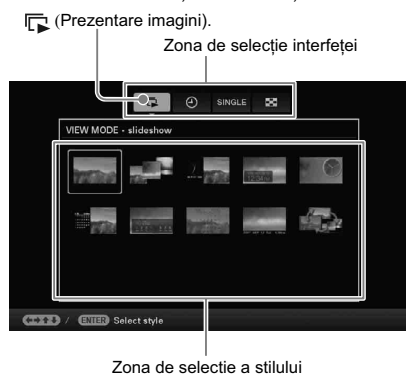 (Prezentare imagini).
Zona de selecție interfeței
SINGLE
VIEW MODE - slideshow
/ ENTER Select style
Zona de selectie a stilului